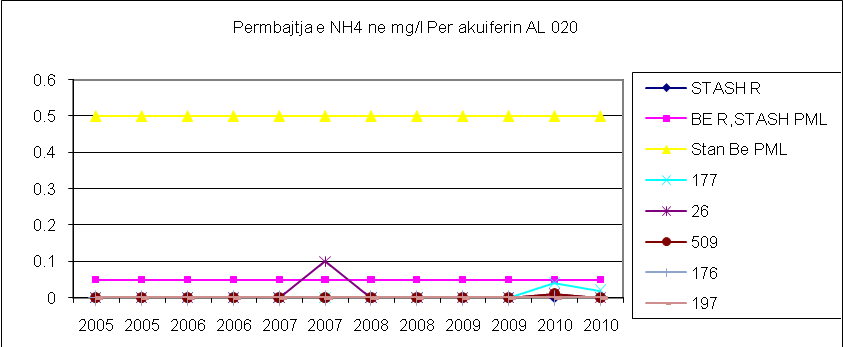 Permbajtja e NH4 ne mg/l Per akuiferin AL 020
0.6
0.5
0.4
0.3
0.2
0.1
0
2005 2005 2006 2006 2007 2007 2008 2008 2009 2009 2010 2010
STASH R
BE R,STASH PML
Stan Be PML
177
26
509
176
197